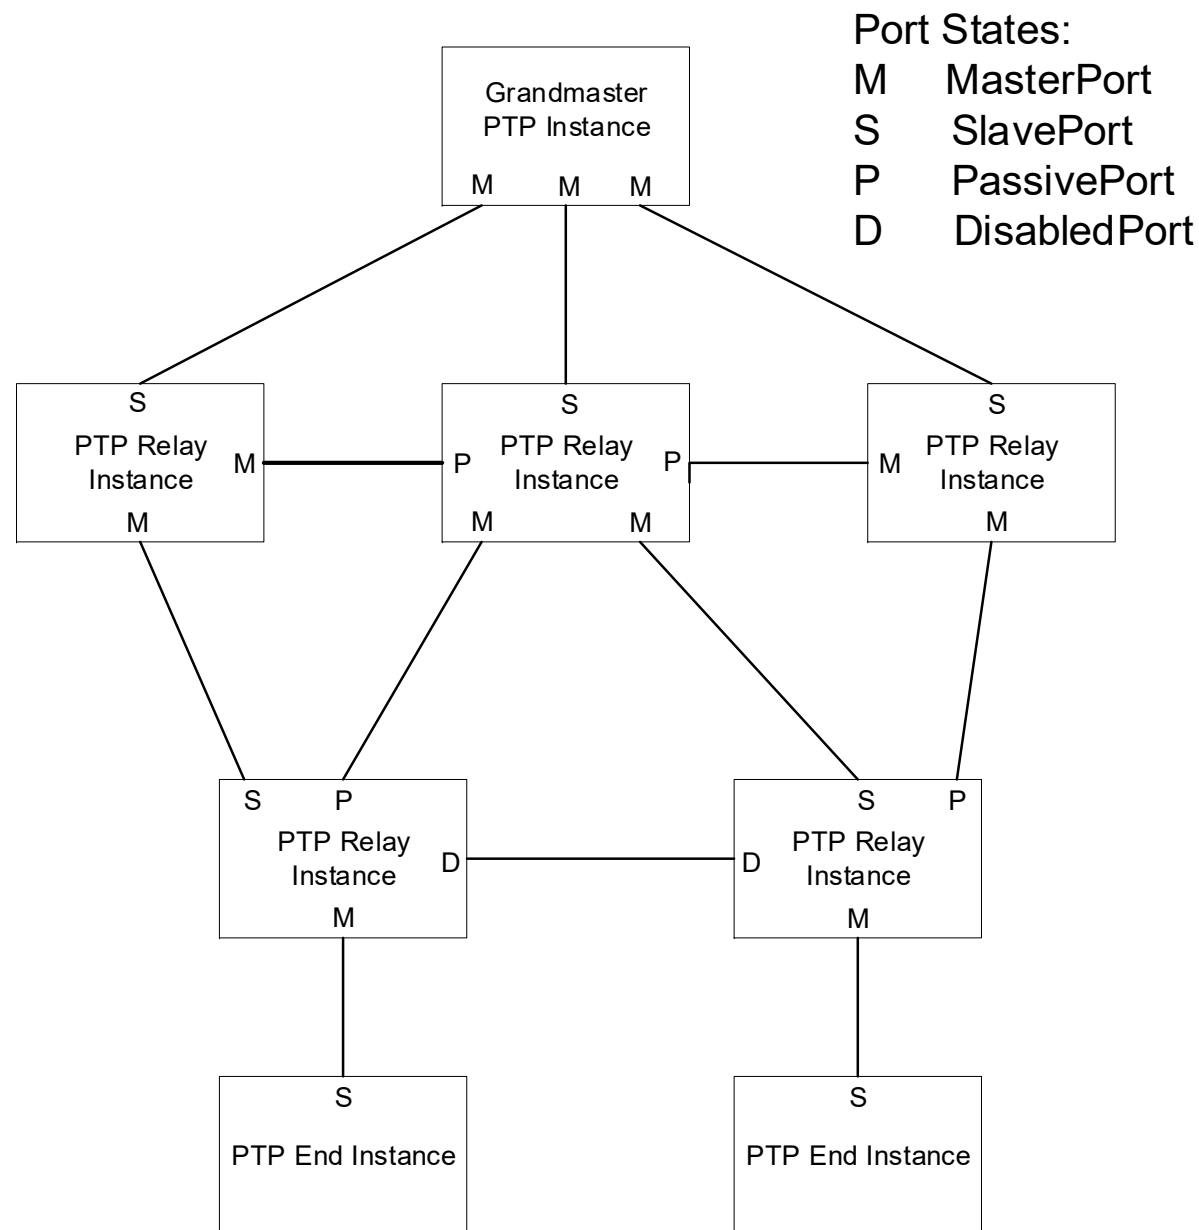 Port States:
M MasterPort
S SlavePort
P PassivePort
D DisabledPort
Grandmaster
PTP Instance
M M M
S
PTP Relay
Instance
M
M
S
PTP Relay
Instance
P
P
M
M
S
PTP Relay
Instance
M
M
S P
PTP Relay
Instance
D
M
S P
PTP Relay
Instance
D
M
S
PTP End Instance
S
PTP End Instance